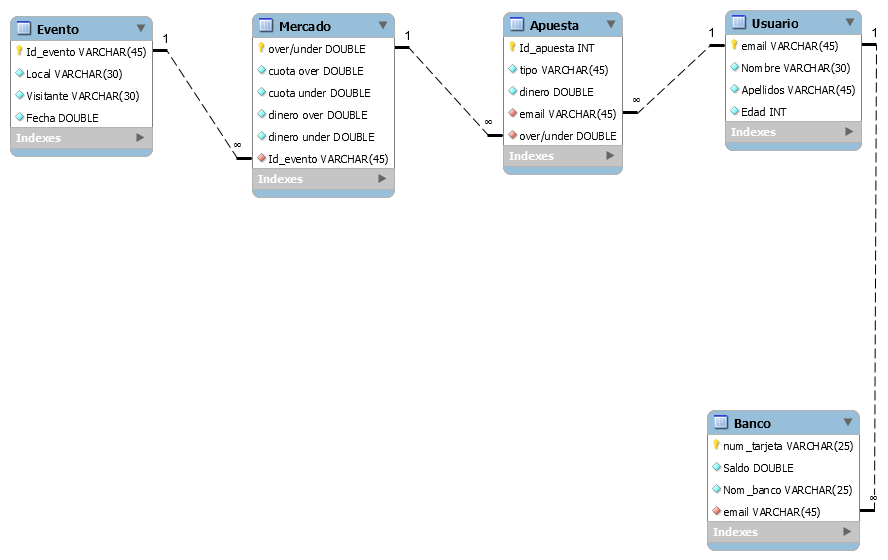 Evento
Id_evento VARCHAR(45)
Local VARCHAR(30)
Visitante VARCHAR(30)
Fecha DOUBLE
Indexes
1
∞
Mercado
over/under DOUBLE
cuota over DOUBLE
cuota under DOUBLE
dinero over DOUBLE
dinero under DOUBLE
Id_evento VARCHAR(45)
Indexes
1
∞
Apuesta
Id_apuesta INT
tipo VARCHAR(45)
dinero DOUBLE
email VARCHAR(45)
over/under DOUBLE
Indexes
∞
1
Usuario
email VARCHAR(45)
Nombre VARCHAR(30)
Apellidos VARCHAR(45)
Edad INT
Indexes
1
∞
Banco
num_tarjeta VARCHAR(25)
Saldo DOUBLE
Nom_banco VARCHAR(25)
email VARCHAR(45)
Indexes